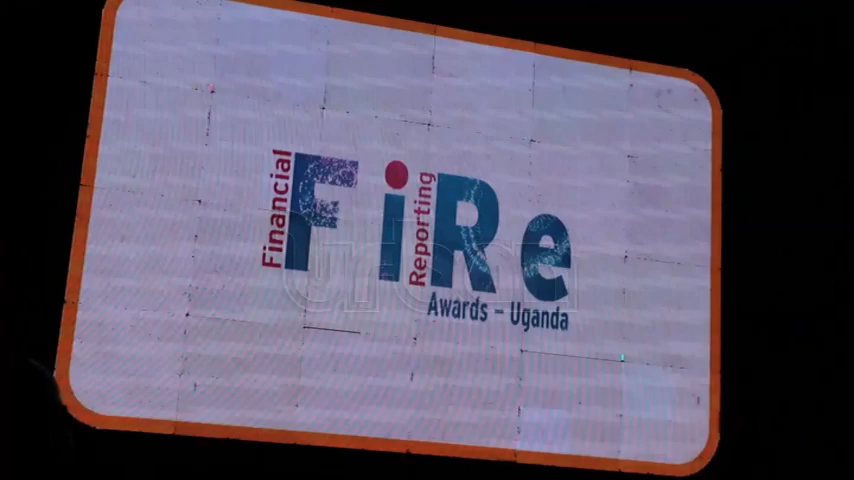 Financial
FiRe
Reporting
Awards – Uganda